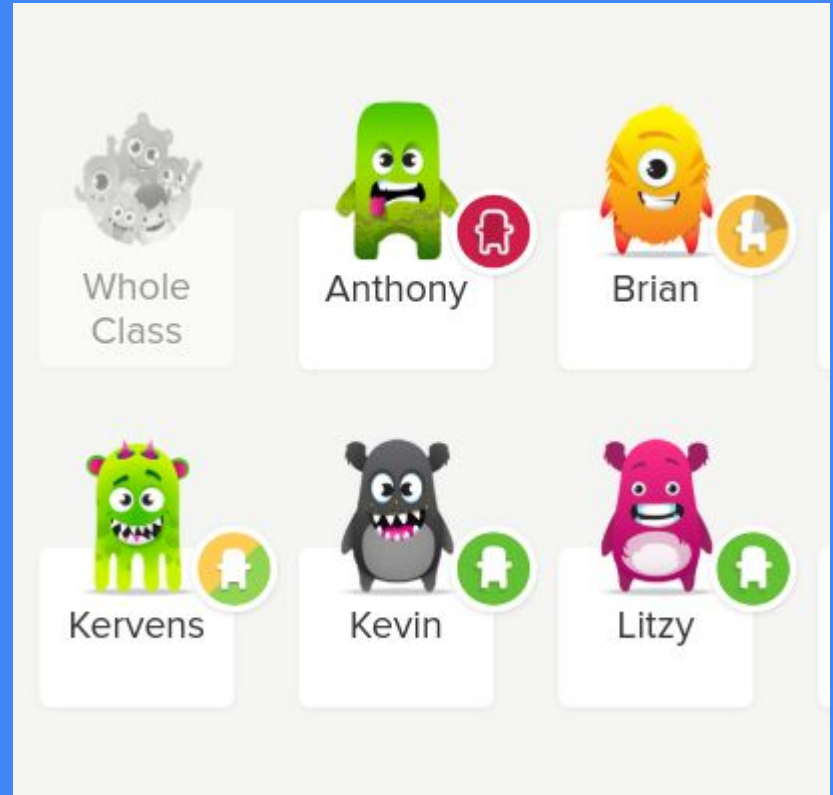 Whole
Class
Anthony
Brian
Kervens
Kevin
Litzy